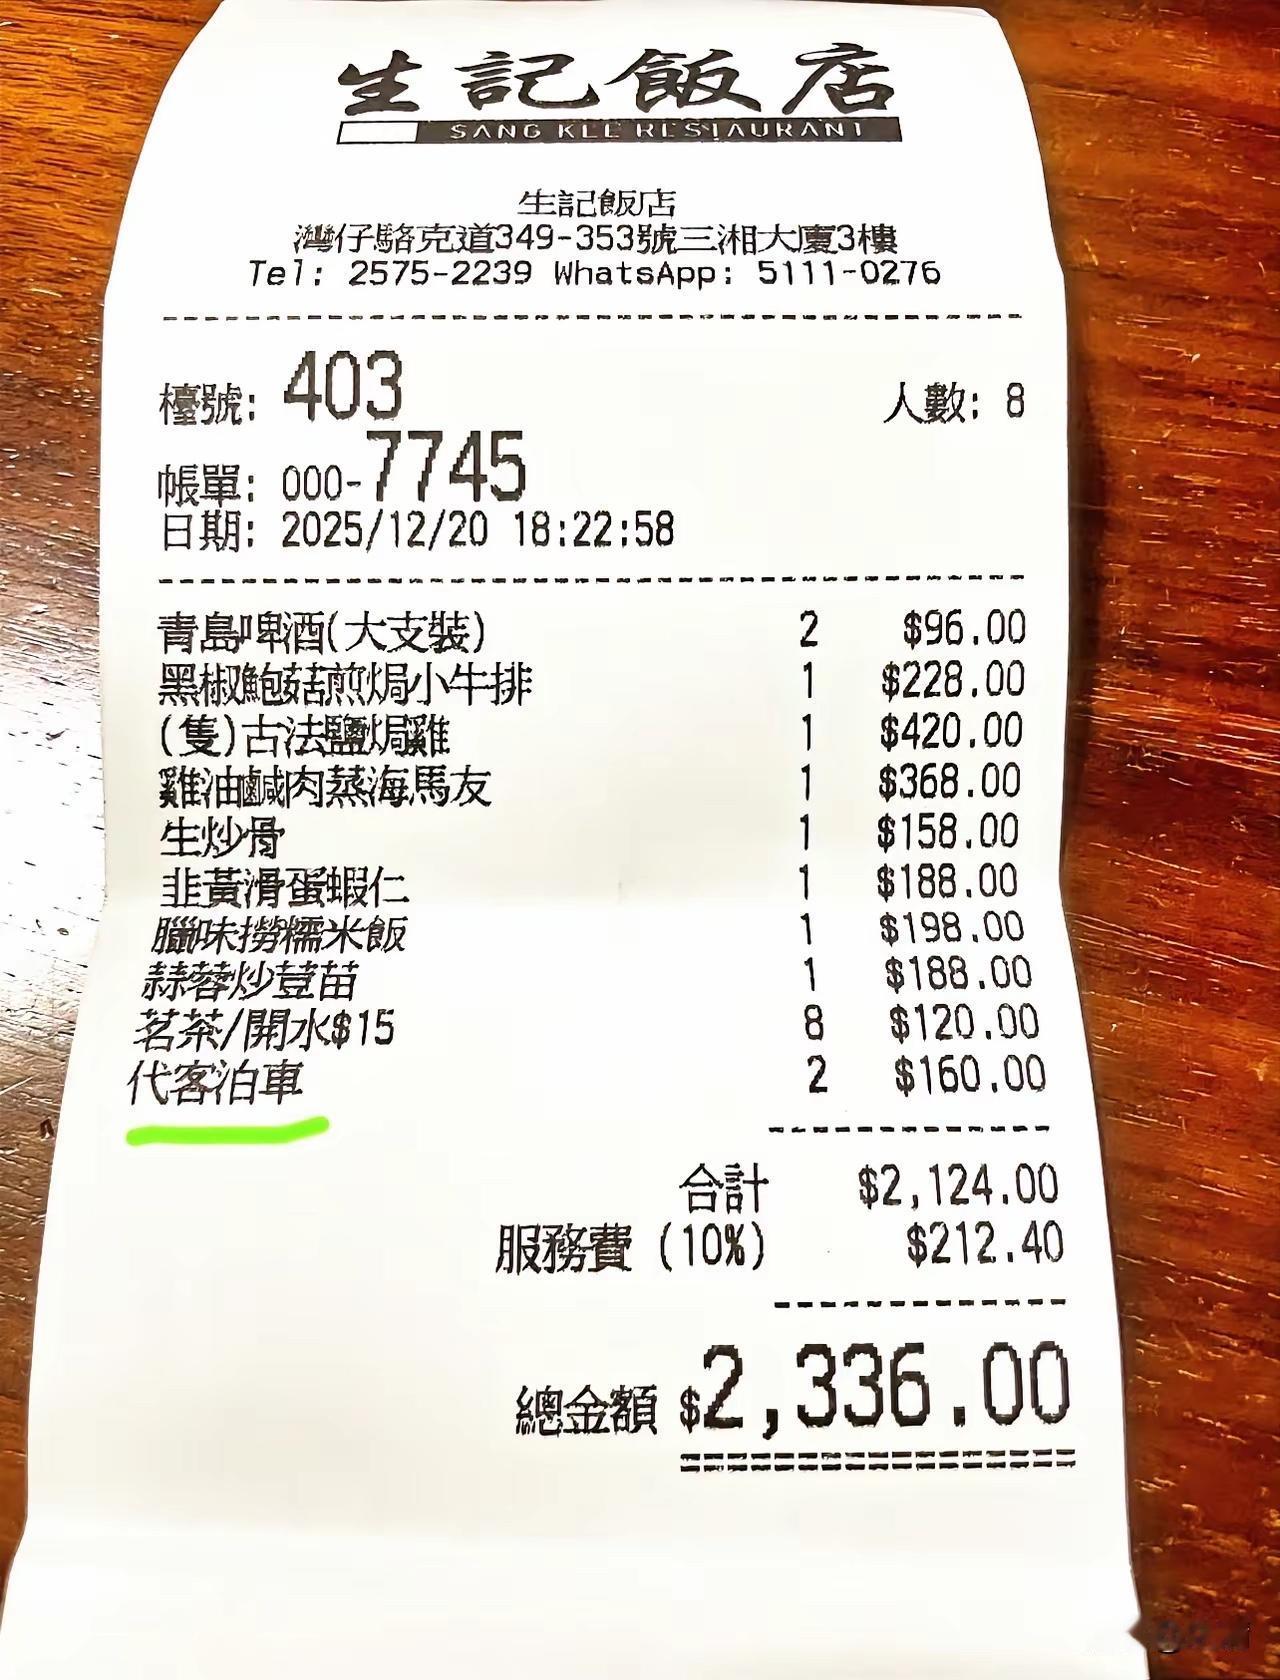 生記飯店
SANG KEE RESTAURANT
生記飯店
灣仔駱克道349-353號三湘大廈3樓
Tel: 2575-2239 WhatsApp: 5111-0276
檯號: 403 人數: 8
帳單: 000-7745
日期: 2025/12/20 18:22:58
青島啤酒(大支裝) 2 $96.00
黑椒鮑菇煎焗小牛排 1 $228.00
(隻)古法鹽焗雞 1 $420.00
雞油鹹肉蒸海馬友 1 $368.00
生炒骨 1 $158.00
韭黃滑蛋蝦仁 1 $188.00
臘味撈糯米飯 1 $198.00
蒜蓉炒荳苗 1 $188.00
茗茶/開水$15 8 $120.00
代客泊車 2 $160.00
合計 $2,124.00
服務費 (10%) $212.40
總金額 $2,336.00